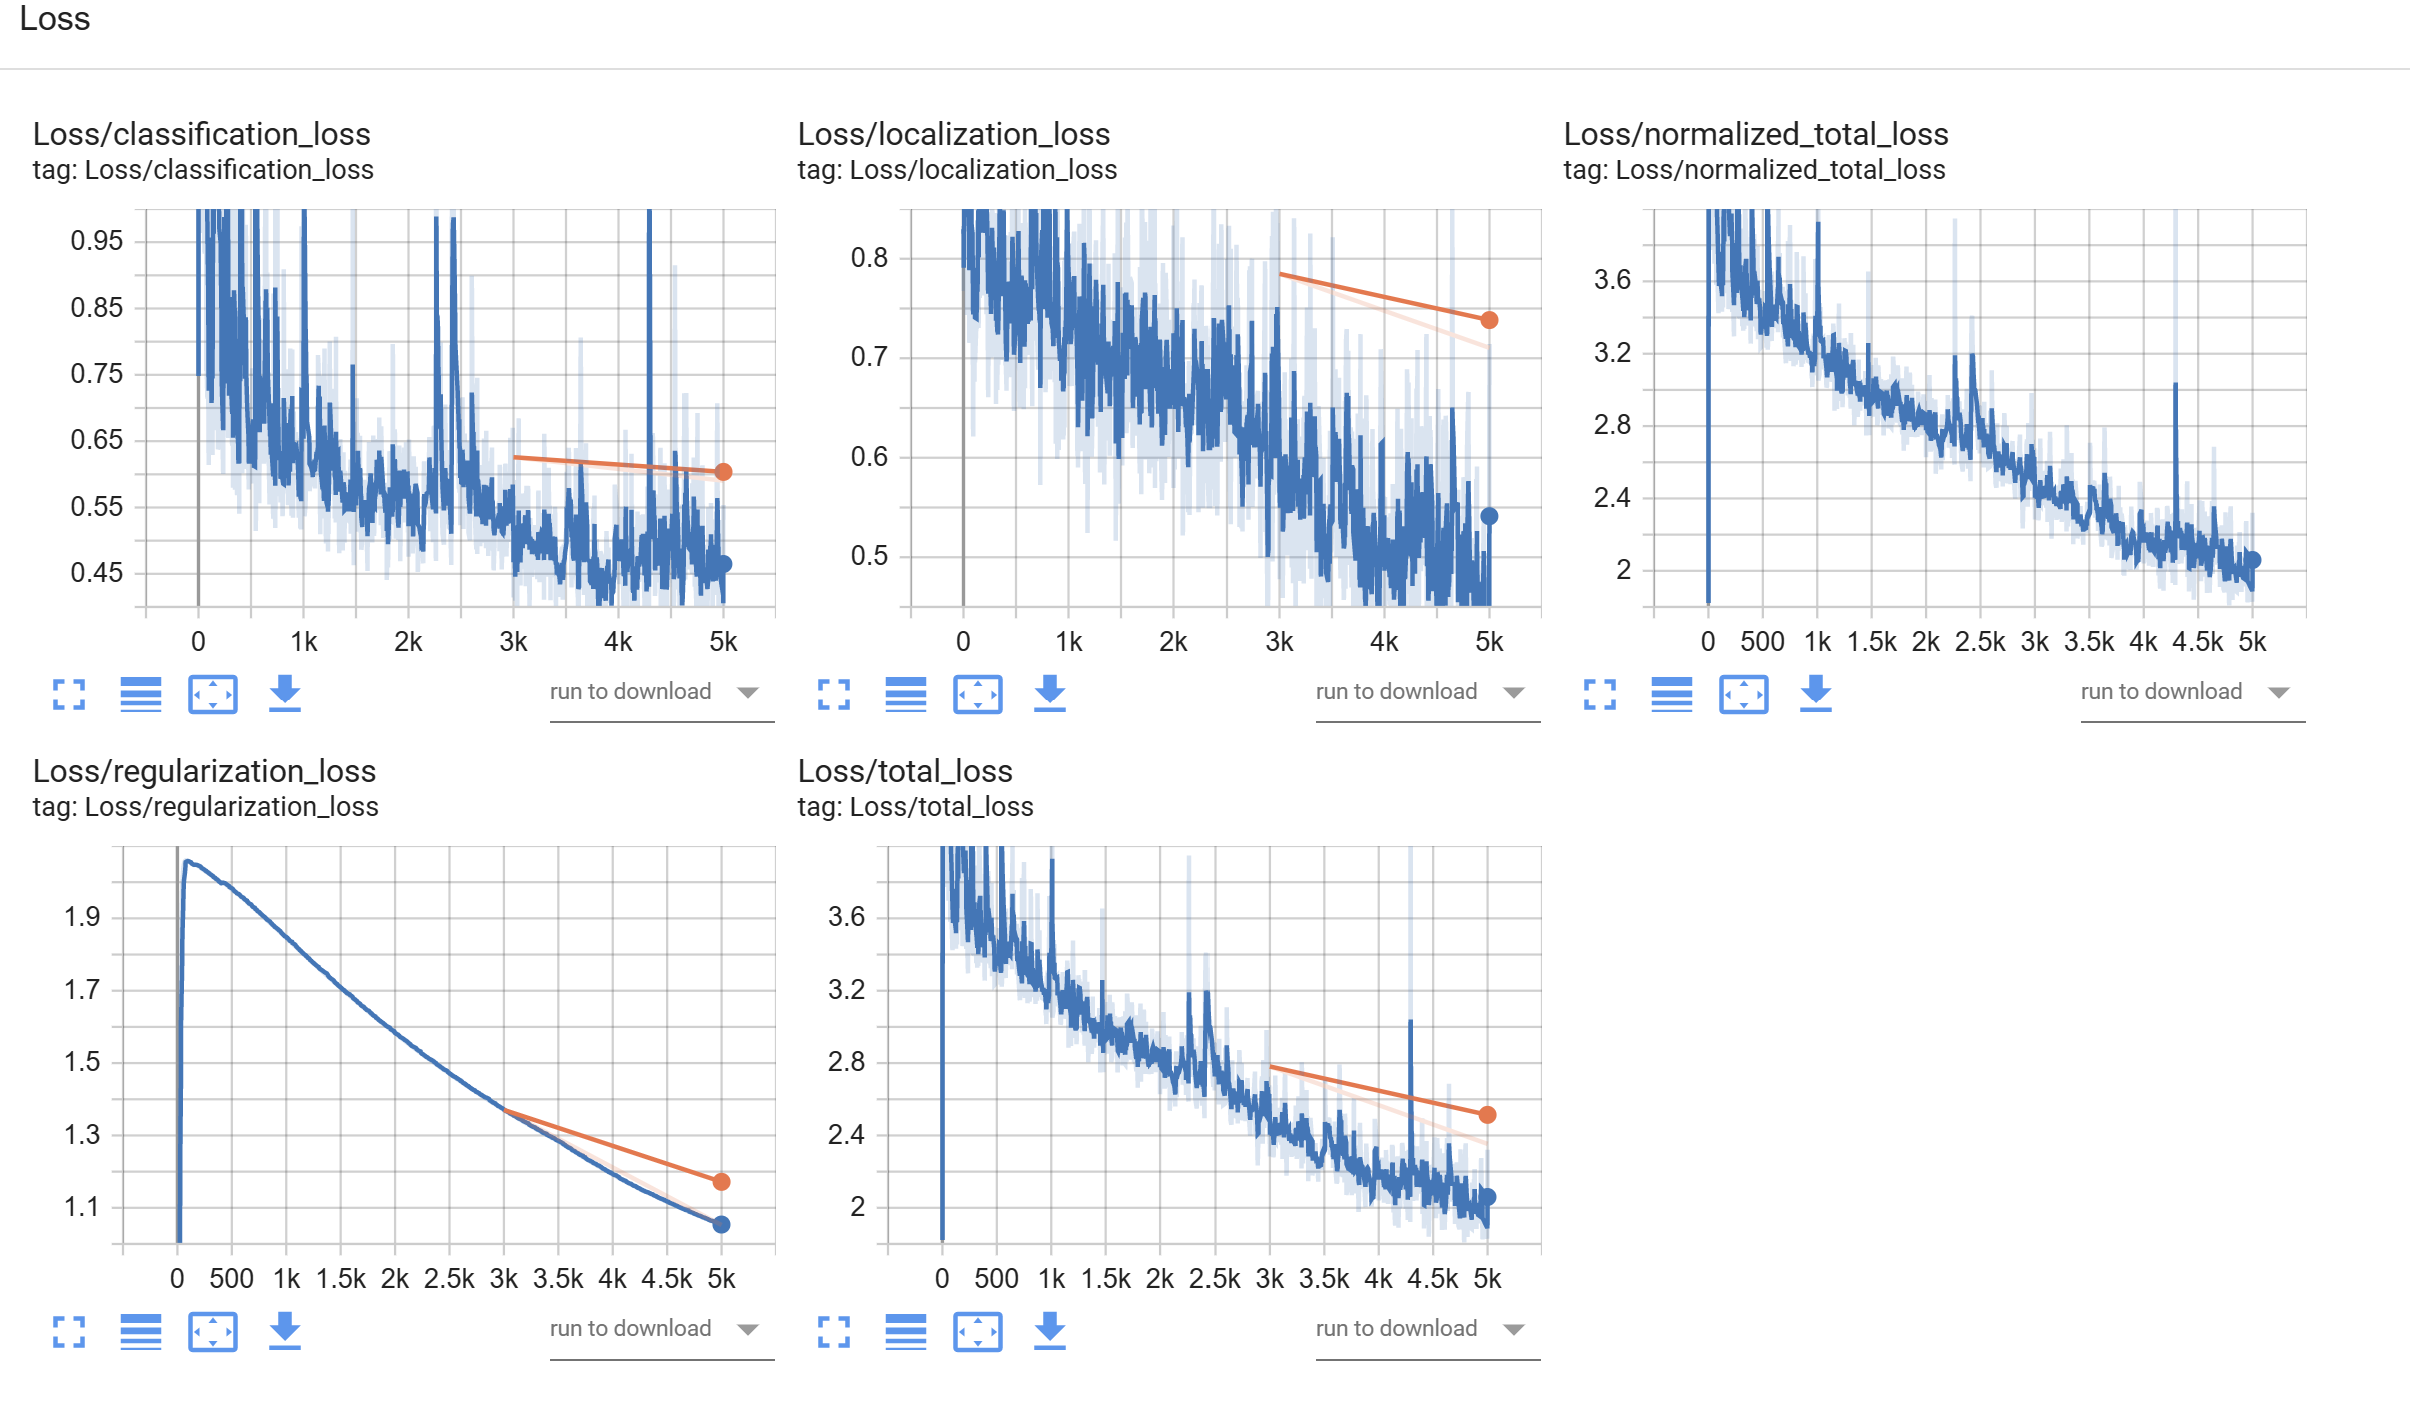 Loss
Loss/classification_loss
tag: Loss/classification_loss
0.95
0.85
0.75
0.65
0.55
0.45
0 1k 2k 3k 4k 5k
run to download
Loss/localization_loss
tag: Loss/localization_loss
0.8
0.7
0.6
0.5
0 1k 2k 3k 4k 5k
run to download
Loss/normalized_total_loss
tag: Loss/normalized_total_loss
3.6
3.2
2.8
2.4
2
0 500 1k 1.5k 2k 2.5k 3k 3.5k 4k 4.5k 5k
run to download
Loss/regularization_loss
tag: Loss/regularization_loss
1.9
1.7
1.5
1.3
1.1
0 500 1k 1.5k 2k 2.5k 3k 3.5k 4k 4.5k 5k
run to download
Loss/total_loss
tag: Loss/total_loss
3.6
3.2
2.8
2.4
2
0 500 1k 1.5k 2k 2.5k 3k 3.5k 4k 4.5k 5k
run to download